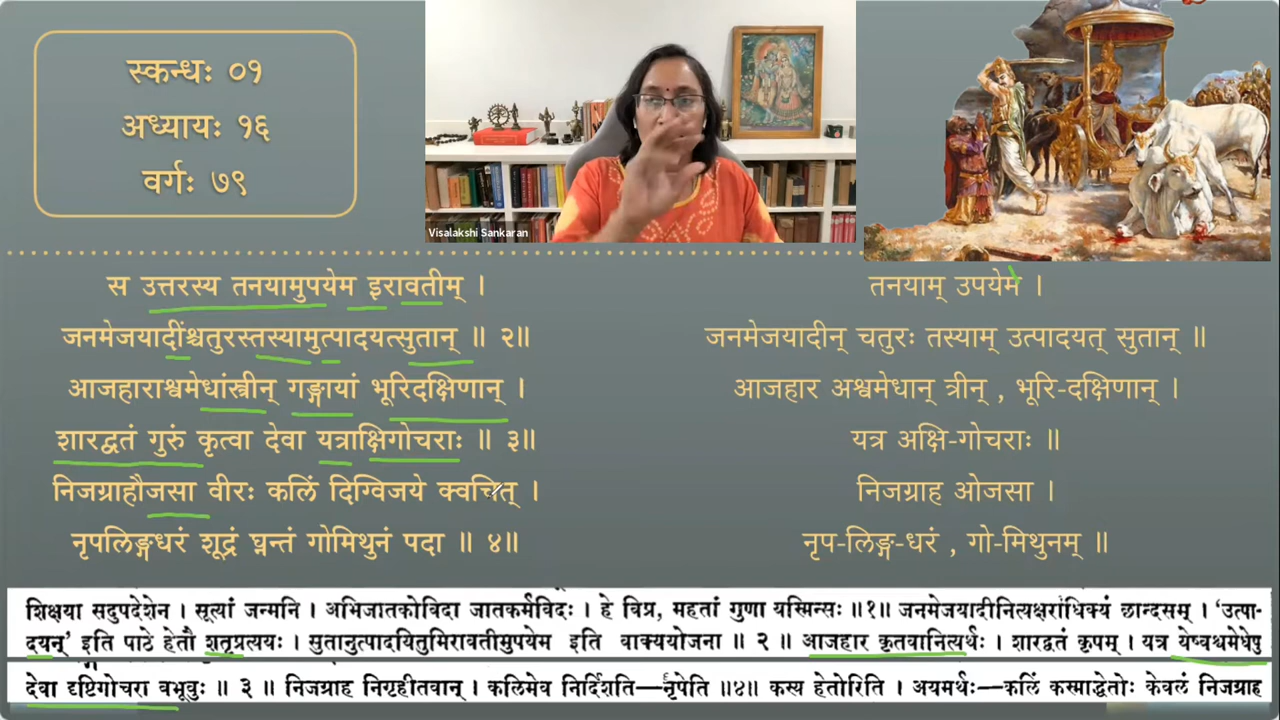 स्कन्धः ०१
अध्यायः १६
वर्गः ७९
Visalakshi Sankaran
स उत्तरस्य तनयामुपयेम इरावतीम् ।
जनमेजयादींश्चतुरस्तस्यामुत्पादयत्सुतान् ॥ २॥
आजहाराश्वमेधांस्त्रीन् गङ्गायां भूरिदक्षिणान् ।
शारद्वतं गुरुं कृत्वा देवा यत्राक्षिगोचराः ॥ ३॥
निजग्राहौजसा वीरः कलिं दिग्विजये क्वचित् ।
नृपलिङ्गधरं शूद्रं घ्नन्तं गोमिथुनं पदा ॥ ४॥
तनयाम् उपयेमे ।
जनमेजयादीन् चतुरः तस्याम् उत्पादयत् सुतान् ॥
आजहार अश्वमेधान् त्रीन् , भूरि-दक्षिणान् ।
यत्र अक्षि-गोचराः ॥
निजग्राह ओजसा ।
नृप-लिङ्ग-धरं , गो-मिथुनम् ॥
शिक्षया सदुपदेशेन । सूत्यां जन्मनि । अभिजातकोविदा जातकर्मविदः । हे विप्र, महतां गुणा यस्मिन्सः ॥१॥ जनमेजयादीनित्यक्षराधिक्यं छान्दसम् । ‘उत्पा-
दयन्’ इति पाठे हेतौ शतृप्रत्ययः । सुतानुत्पादयितुमिरावतीमुपयेम इति वाक्ययोजना ॥ २ ॥ आजहार कृतवानित्यर्थः । शारद्वतं कृपम् । यत्र येष्वश्वमेधेषु
देवा दृष्टिगोचरा बभूवुः ॥ ३ ॥ निजग्राह निगृहीतवान् । कलिमेव निर्दिशति—नृपेति ॥४॥ कस्य हेतोरिति । अयमर्थः—कलिं कस्माद्धेतोः केवलं निजग्राह